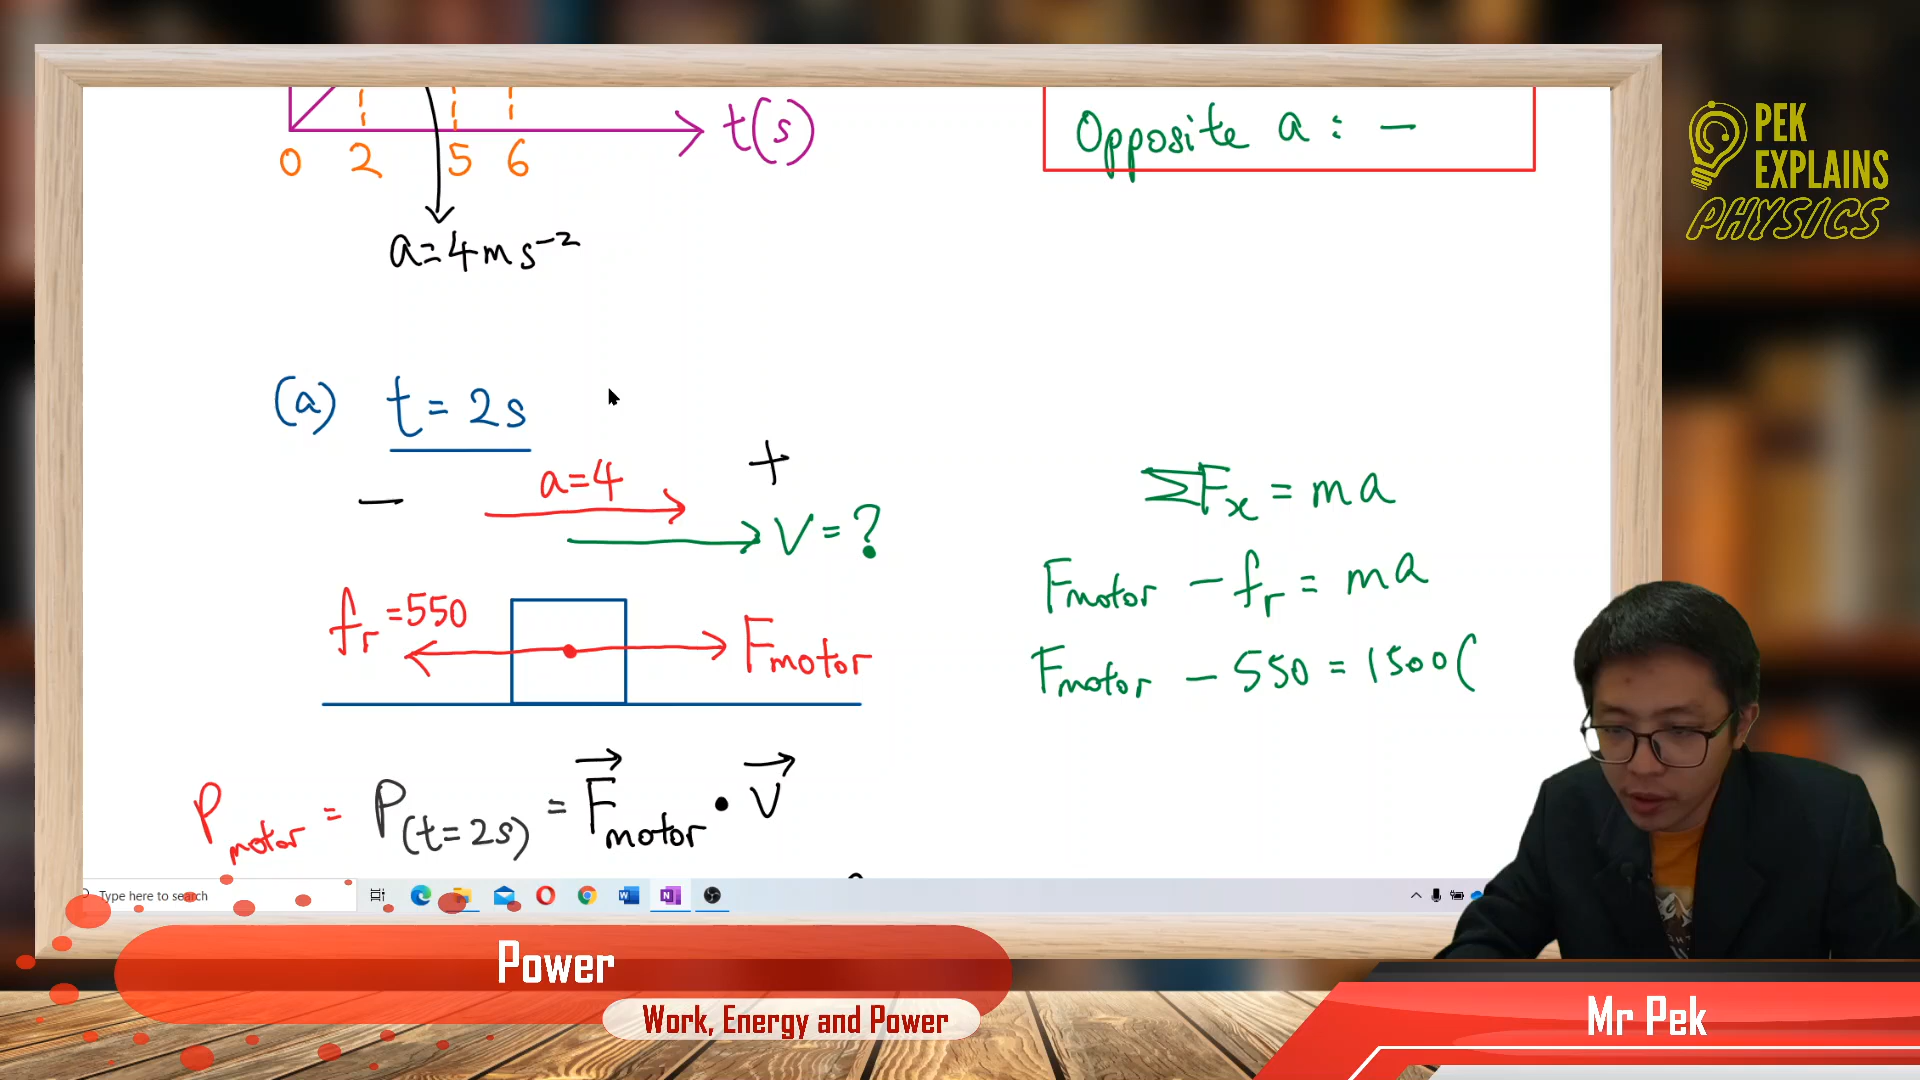 t(s)
0 2 5 6
a=4ms⁻²
Opposite a : −
PEK
EXPLAINS
PHYSICS
(a) t = 2s
− a=4 +
v = ?
fr =550
Fmotor
ΣFx = ma
Fmotor − fr = ma
Fmotor − 550 = 1500(
Pmotor = P(t=2s) = F⃗motor • v⃗
Type here to search
Power
Work, Energy and Power
Mr Pek